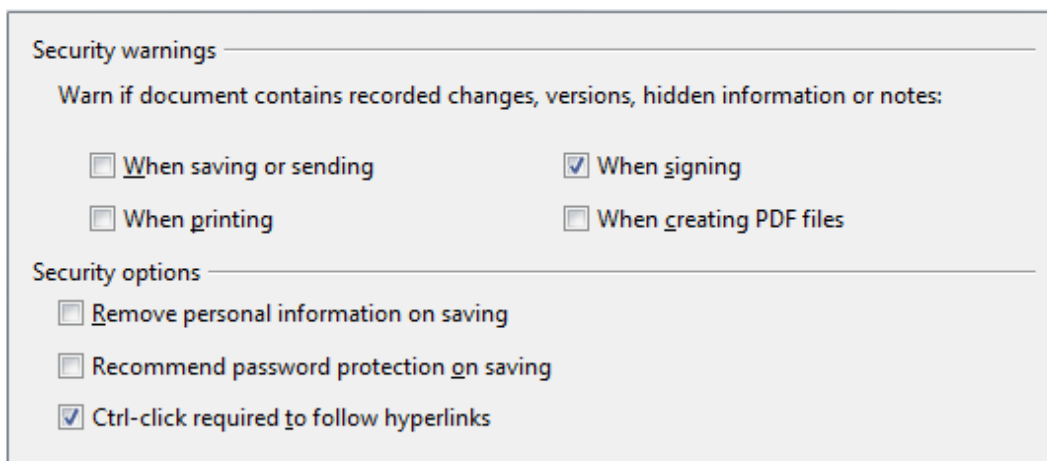 Security warnings
Warn if document contains recorded changes, versions, hidden information or notes:
When saving or sending
When signing
When printing
When creating PDF files
Security options
Remove personal information on saving
Recommend password protection on saving
Ctrl-click required to follow hyperlinks